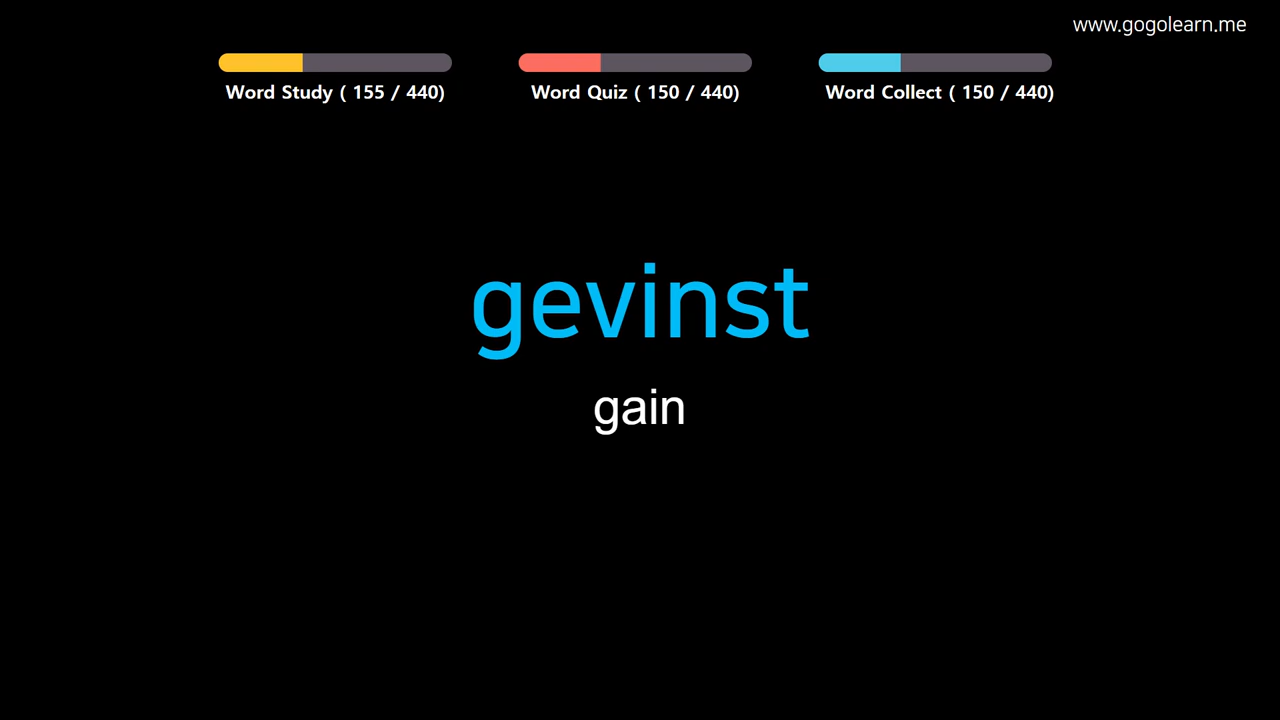 www.gogolearn.me
Word Study ( 155 / 440)
Word Quiz ( 150 / 440)
Word Collect ( 150 / 440)
gevinst
gain